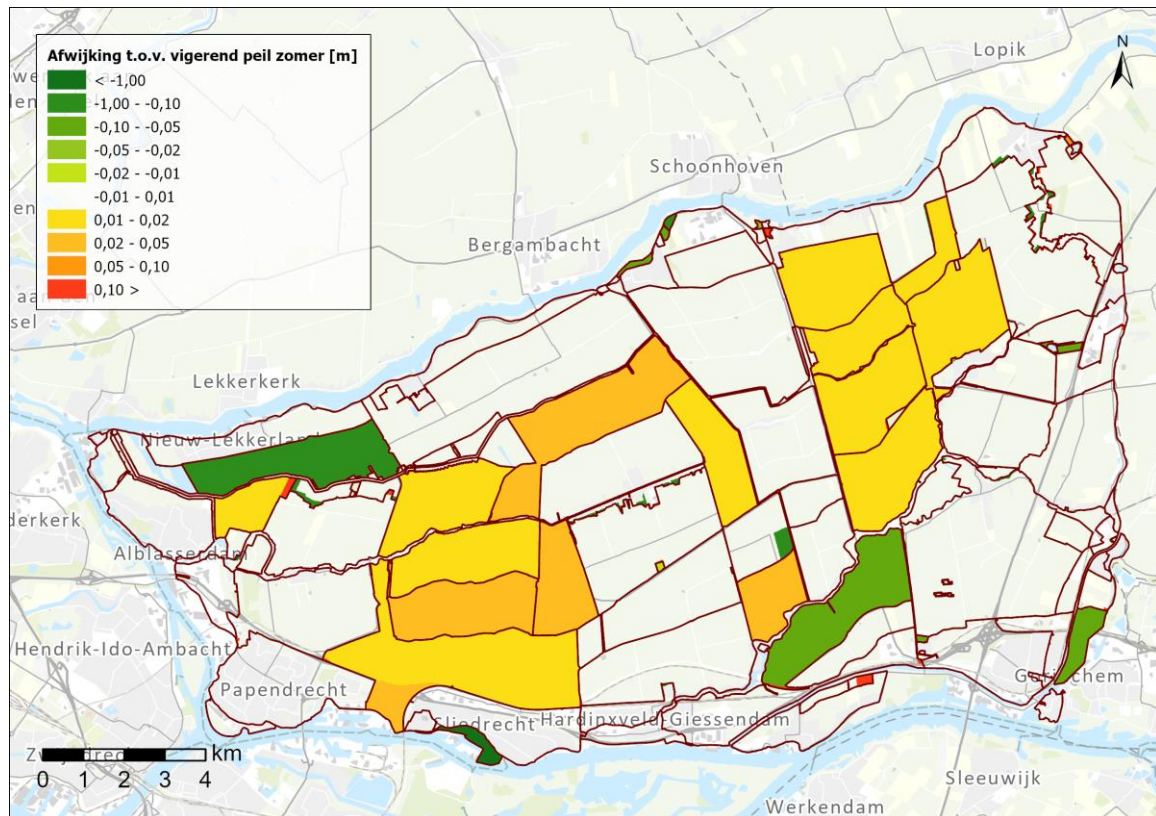 Afwijking t.o.v. vigerend peil zomer [m]
< -1,00
-1,00 - -0,10
-0,10 - -0,05
-0,05 - -0,02
-0,02 - -0,01
-0,01 - 0,01
0,01 - 0,02
0,02 - 0,05
0,05 - 0,10
0,10 >
N
Lopik
Schoonhoven
Bergambacht
Lekkerkerk
Nieuw-Lekkerland
Alblasserdam
Hendrik-Ido-Ambacht
Papendrecht
Sliedrecht
Hardinxveld-Giessendam
Gorinchem
km
0 1 2 3 4
Sleeuwijk
Werkendam